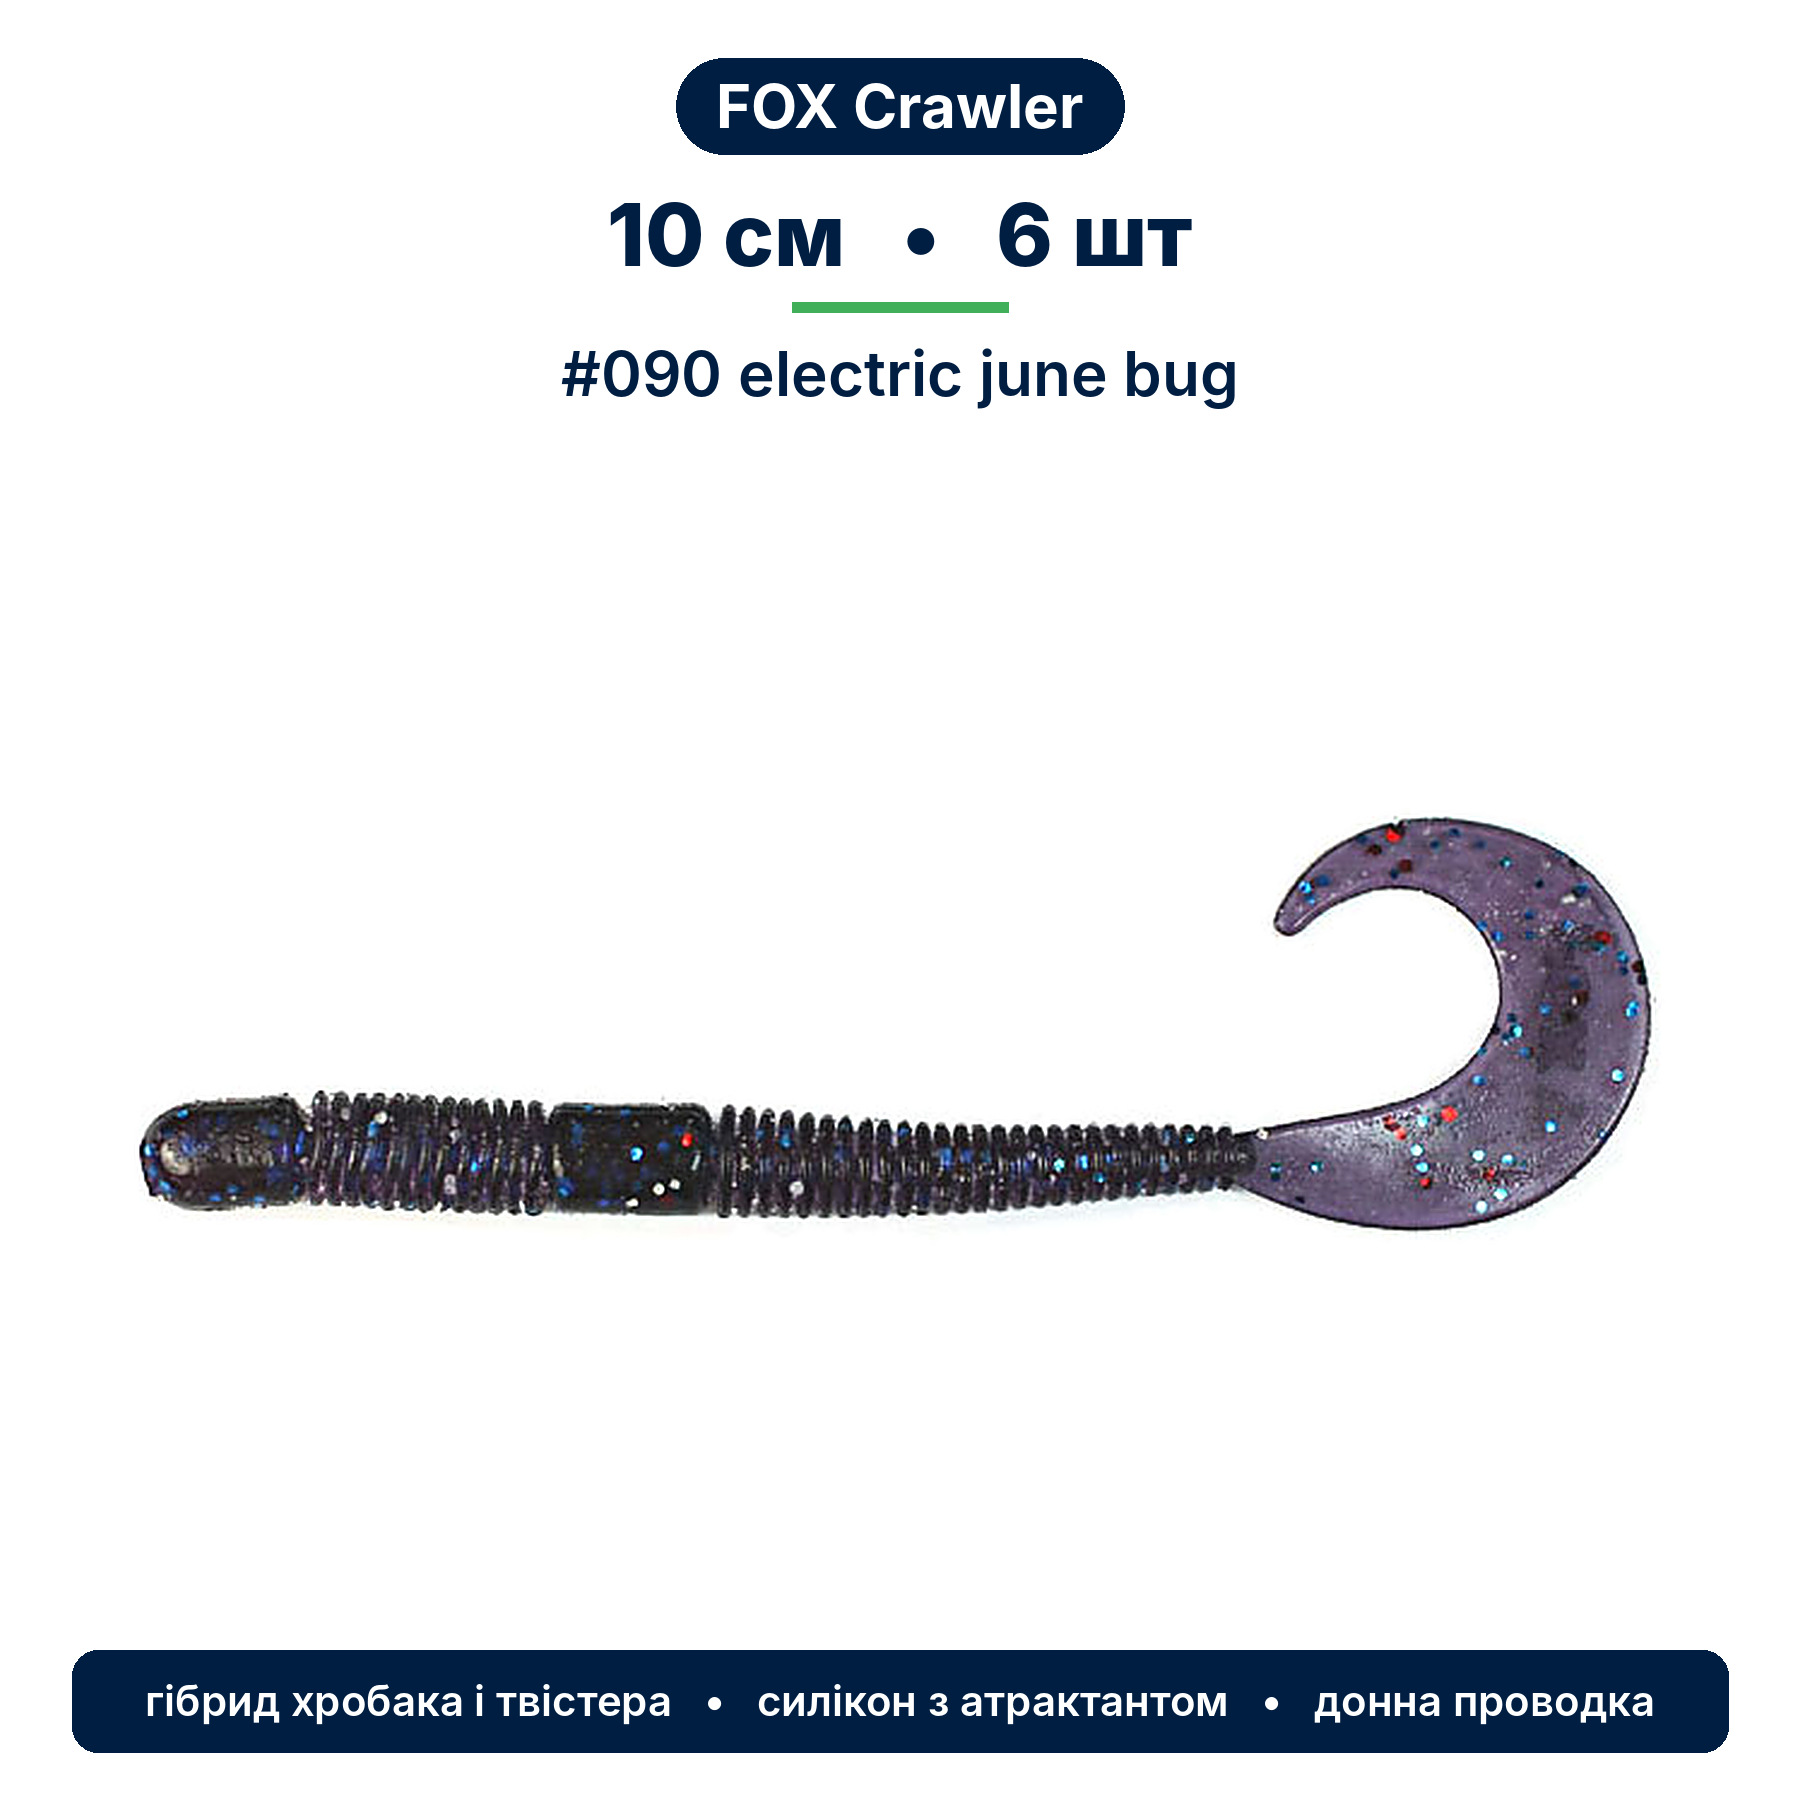 FOX Crawler
10 см • 6 шт
#090 electric june bug
гібрид хробака і твістера • силікон з атрактантом • донна проводка